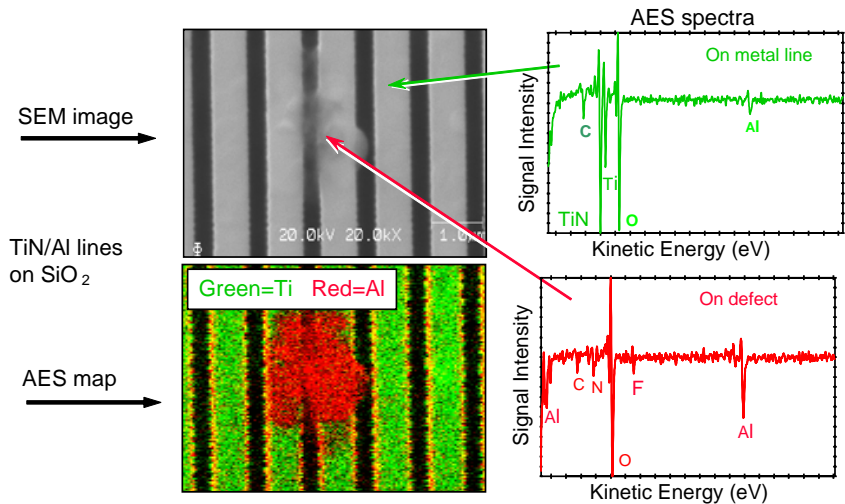 AES spectra
SEM image
TiN/Al lines
on SiO2
AES map
20.0kV 20.0kX 1.0µm
Φ
Green=Ti Red=Al
On metal line
Signal Intensity
C
Ti
Al
TiN
O
Kinetic Energy (eV)
On defect
Signal Intensity
Al
C
N
F
O
Al
Kinetic Energy (eV)